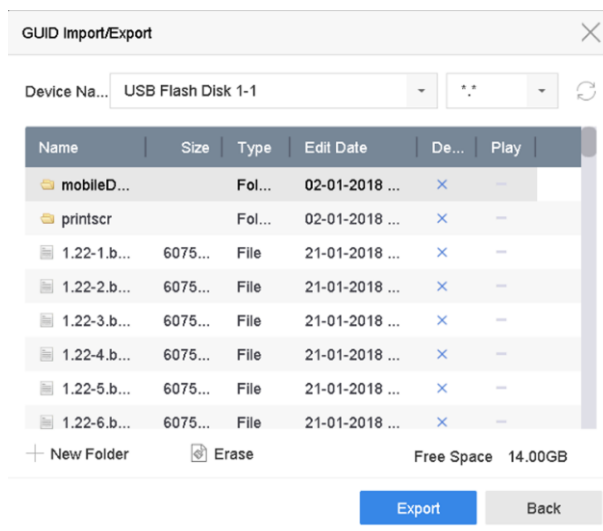 GUID Import/Export
Device Na... USB Flash Disk 1-1 *.*
Name Size Type Edit Date De... Play
mobileD... Fol... 02-01-2018 ...
printscr Fol... 02-01-2018 ...
1.22-1.b... 6075... File 21-01-2018 ...
1.22-2.b... 6075... File 21-01-2018 ...
1.22-3.b... 6075... File 21-01-2018 ...
1.22-4.b... 6075... File 21-01-2018 ...
1.22-5.b... 6075... File 21-01-2018 ...
1.22-6.b... 6075... File 21-01-2018 ...
New Folder Erase Free Space 14.00GB
Export Back